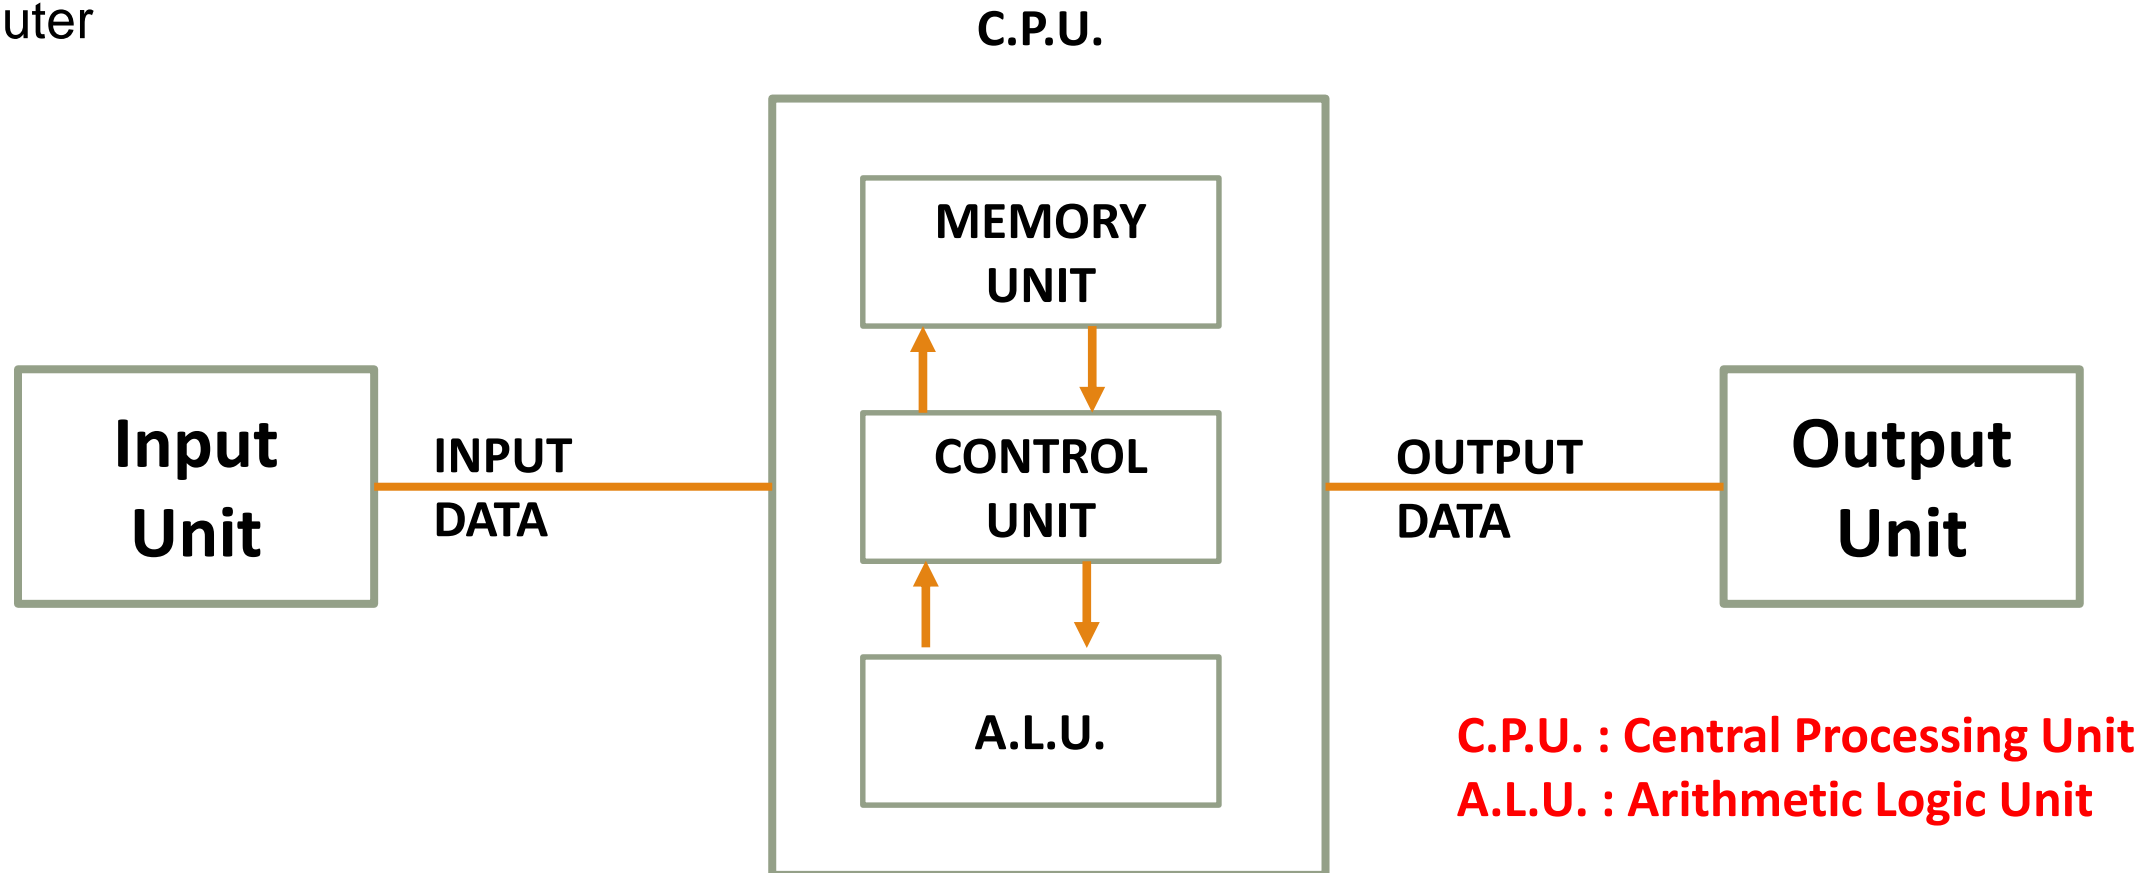 uter
C.P.U.
MEMORY
UNIT
Input
Unit
INPUT
DATA
CONTROL
UNIT
OUTPUT
DATA
Output
Unit
A.L.U.
C.P.U. : Central Processing Unit
A.L.U. : Arithmetic Logic Unit